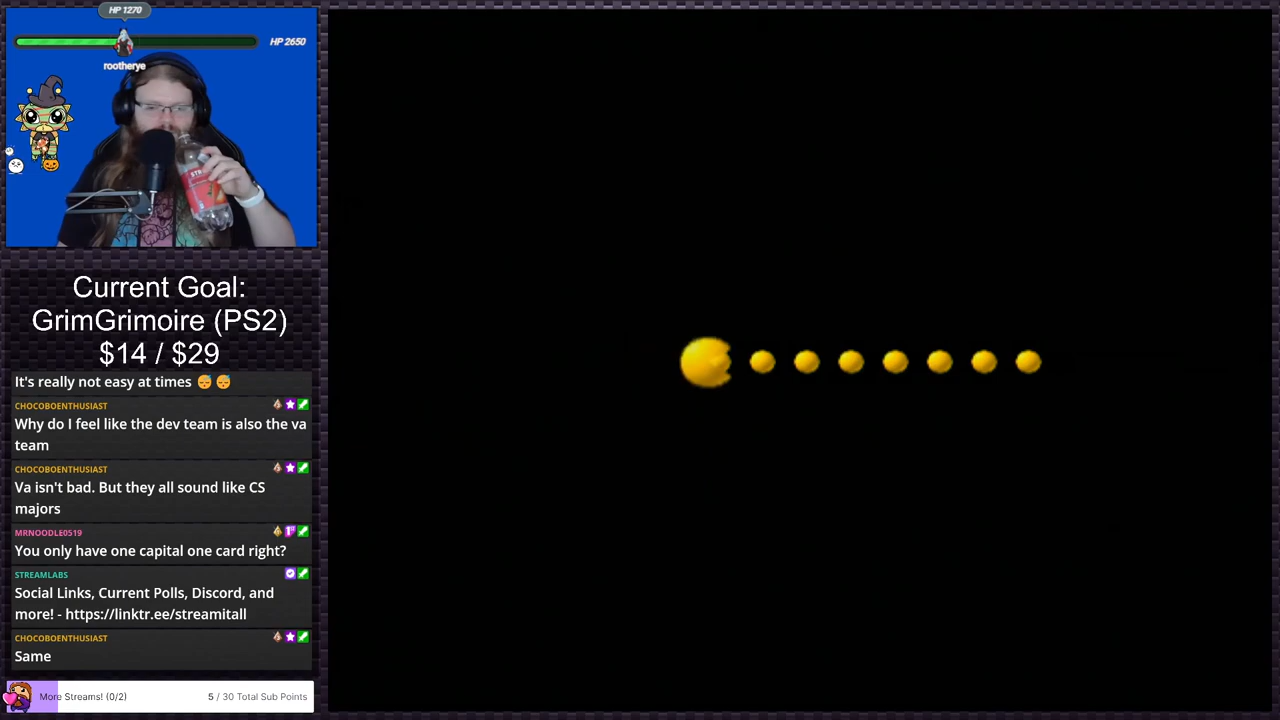 HP 1270
HP 2650
rootherye
STR
Current Goal:
GrimGrimoire (PS2)
$14 / $29
It's really not easy at times 😴 😴
CHOCOBOENTHUSIAST
Why do I feel like the dev team is also the va
team
CHOCOBOENTHUSIAST
Va isn't bad. But they all sound like CS
majors
MRNOODLE0519
You only have one capital one card right?
STREAMLABS
Social Links, Current Polls, Discord, and
more! - https://linktr.ee/streamitall
CHOCOBOENTHUSIAST
Same
More Streams! (0/2)
5 / 30 Total Sub Points